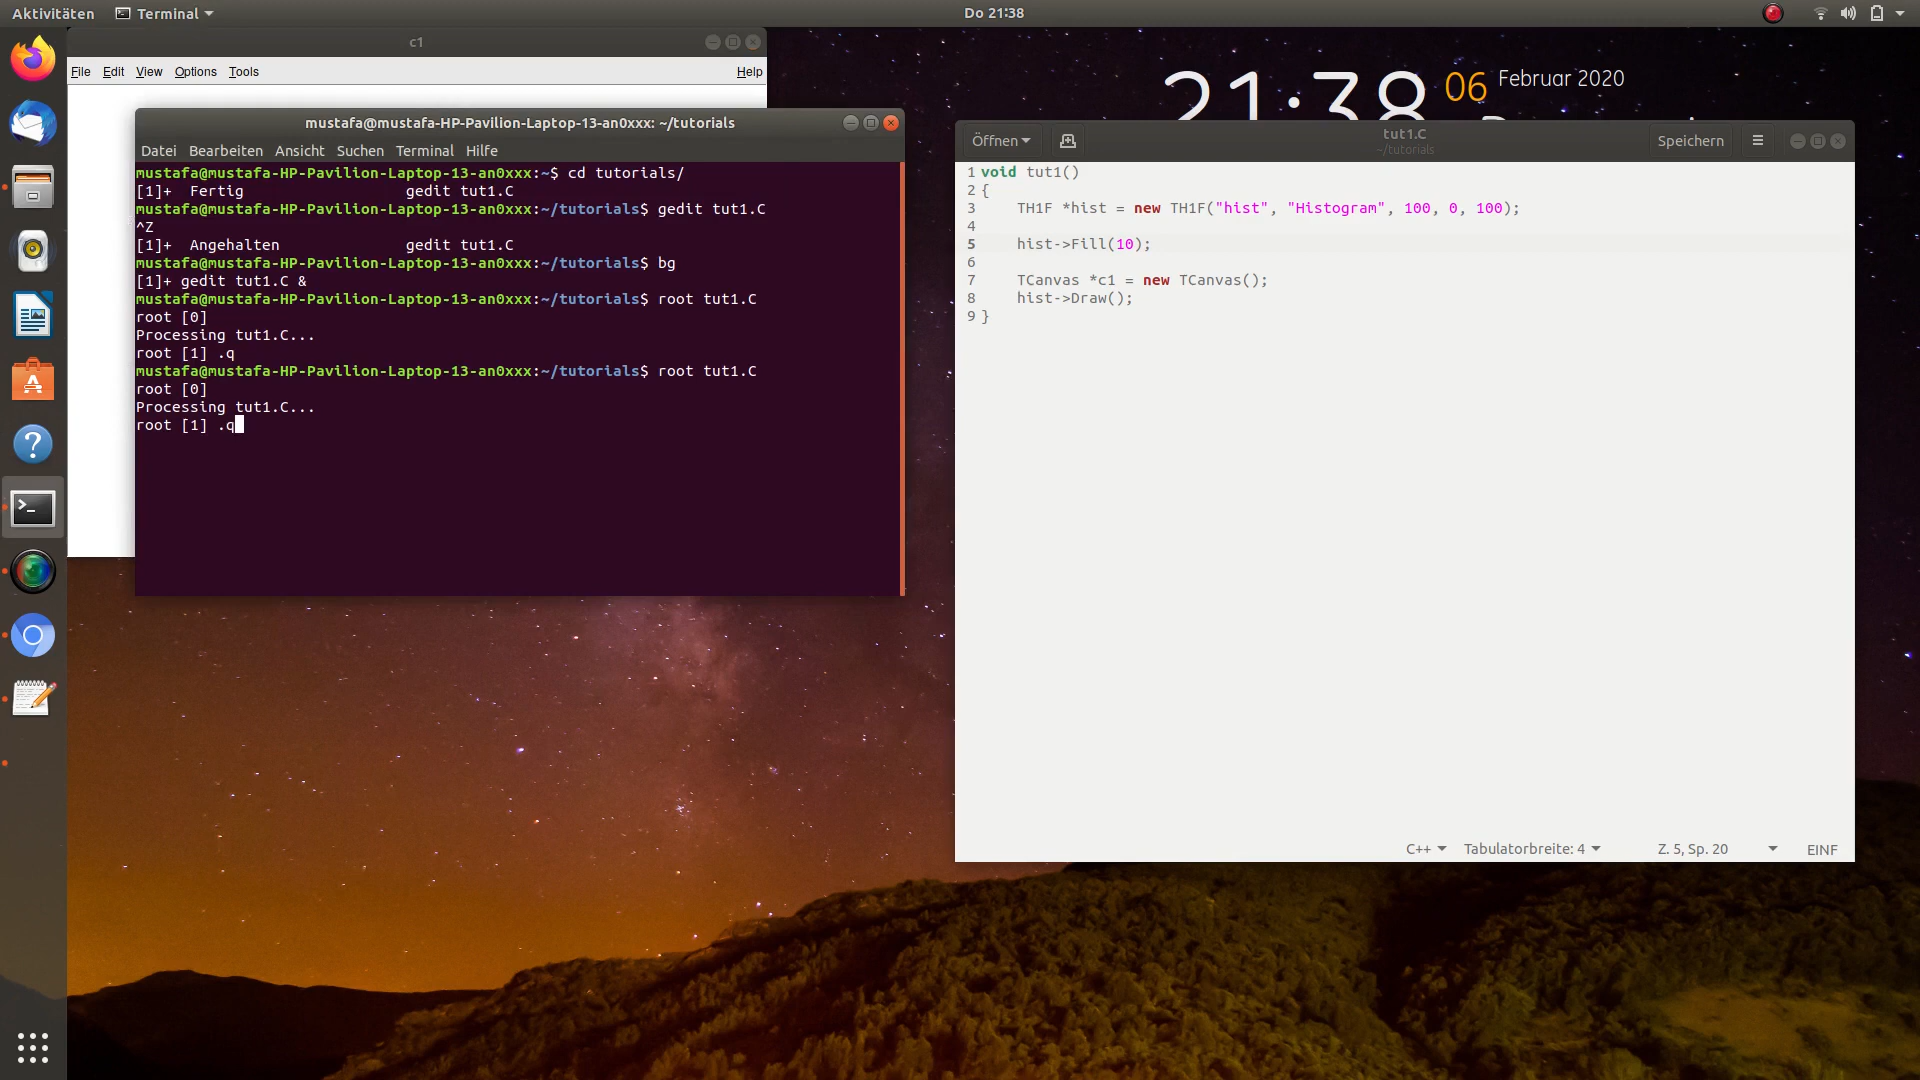 Aktivitäten
Terminal
Do 21:38
c1
File Edit View Options Tools Help
21:38 06 Februar 2020
mustafa@mustafa-HP-Pavilion-Laptop-13-an0xxx: ~/tutorials
Datei Bearbeiten Ansicht Suchen Terminal Hilfe
mustafa@mustafa-HP-Pavilion-Laptop-13-an0xxx:~$ cd tutorials/
[1]+  Fertig                  gedit tut1.C
mustafa@mustafa-HP-Pavilion-Laptop-13-an0xxx:~/tutorials$ gedit tut1.C
^Z
[1]+  Angehalten              gedit tut1.C
mustafa@mustafa-HP-Pavilion-Laptop-13-an0xxx:~/tutorials$ bg
[1]+ gedit tut1.C &
mustafa@mustafa-HP-Pavilion-Laptop-13-an0xxx:~/tutorials$ root tut1.C
root [0]
Processing tut1.C...
root [1] .q
mustafa@mustafa-HP-Pavilion-Laptop-13-an0xxx:~/tutorials$ root tut1.C
root [0]
Processing tut1.C...
root [1] .q
Öffnen
tut1.C
~/tutorials
Speichern
1 void tut1()
2 {
3     TH1F *hist = new TH1F("hist", "Histogram", 100, 0, 100);
4
5     hist->Fill(10);
6
7     TCanvas *c1 = new TCanvas();
8     hist->Draw();
9 }
C++ Tabulatorbreite: 4 Z. 5, Sp. 20 EINF